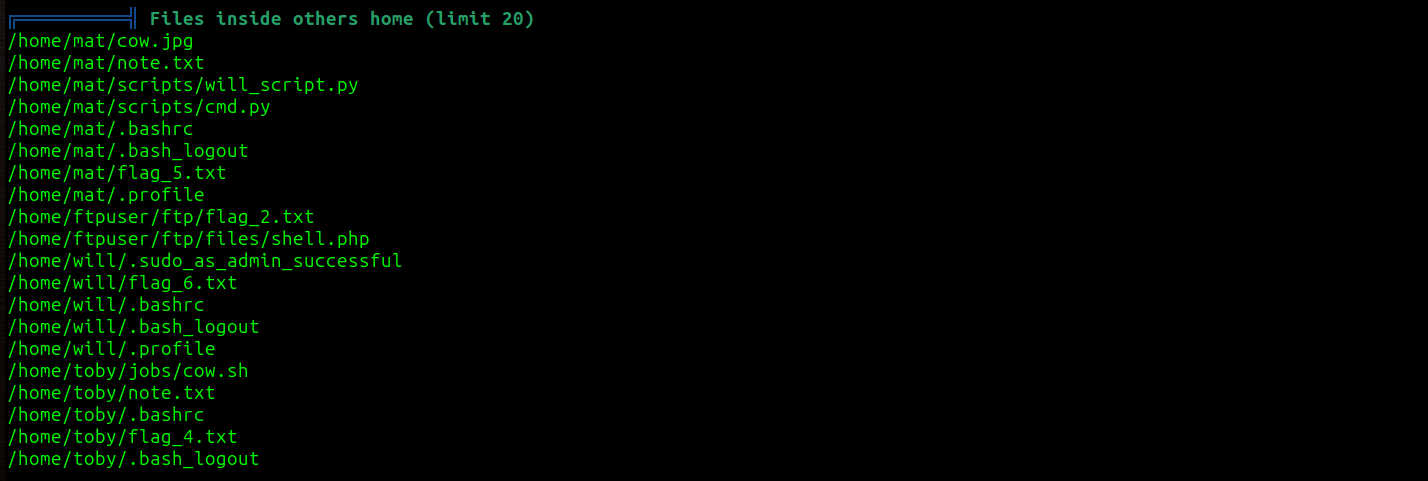 ╔══════════╣ Files inside others home (limit 20)
/home/mat/cow.jpg
/home/mat/note.txt
/home/mat/scripts/will_script.py
/home/mat/scripts/cmd.py
/home/mat/.bashrc
/home/mat/.bash_logout
/home/mat/flag_5.txt
/home/mat/.profile
/home/ftpuser/ftp/flag_2.txt
/home/ftpuser/ftp/files/shell.php
/home/will/.sudo_as_admin_successful
/home/will/flag_6.txt
/home/will/.bashrc
/home/will/.bash_logout
/home/will/.profile
/home/toby/jobs/cow.sh
/home/toby/note.txt
/home/toby/.bashrc
/home/toby/flag_4.txt
/home/toby/.bash_logout